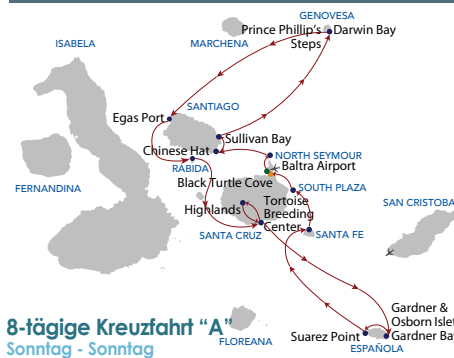 GENOVESA
Prince Phillip's Darwin Bay
Steps
ISABELA
MARCHENA
SANTIAGO
Egas Port
Sullivan Bay
Chinese Hat
NORTH SEYMOUR
RABIDA
Baltra Airport
FERNANDINA
Black Turtle Cove
SOUTH PLAZA
Highlands
Tortoise
Breeding
Center
SAN CRISTOBA
SANTA CRUZ
SANTA FE
Gardner &
Osborn Islet
Suarez Point
Gardner Bay
ESPAÑOLA
FLOREANA
8-tägige Kreuzfahrt “A”
Sonntag - Sonntag